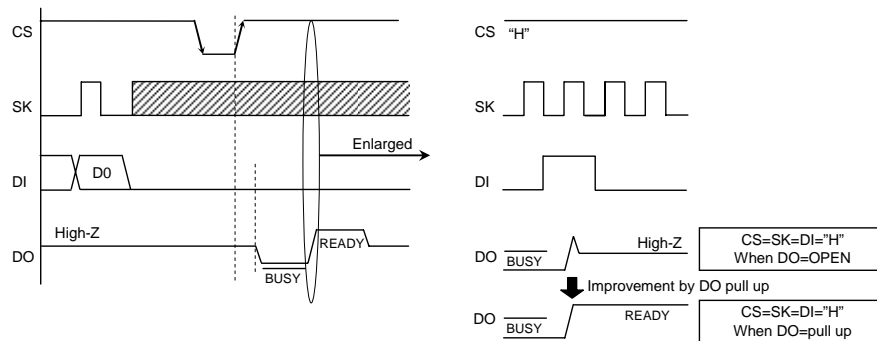 CS
SK
DI
D0
Enlarged
High-Z
DO
BUSY
READY
CS
"H"
SK
DI
DO
BUSY
High-Z
CS=SK=DI="H"
When DO=OPEN
Improvement by DO pull up
DO
BUSY
READY
CS=SK=DI="H"
When DO=pull up